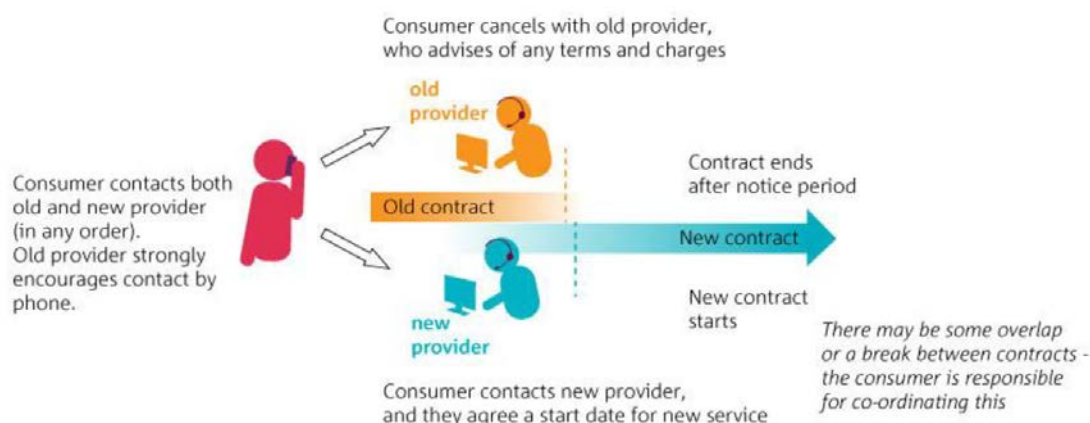 Consumer cancels with old provider,
who advises of any terms and charges
old
provider
Consumer contacts both
old and new provider
(in any order).
Old provider strongly
encourages contact by
phone.
Old contract
Contract ends
after notice period
New contract
new
provider
New contract
starts
There may be some overlap
or a break between contracts -
the consumer is responsible
for co-ordinating this
Consumer contacts new provider,
and they agree a start date for new service